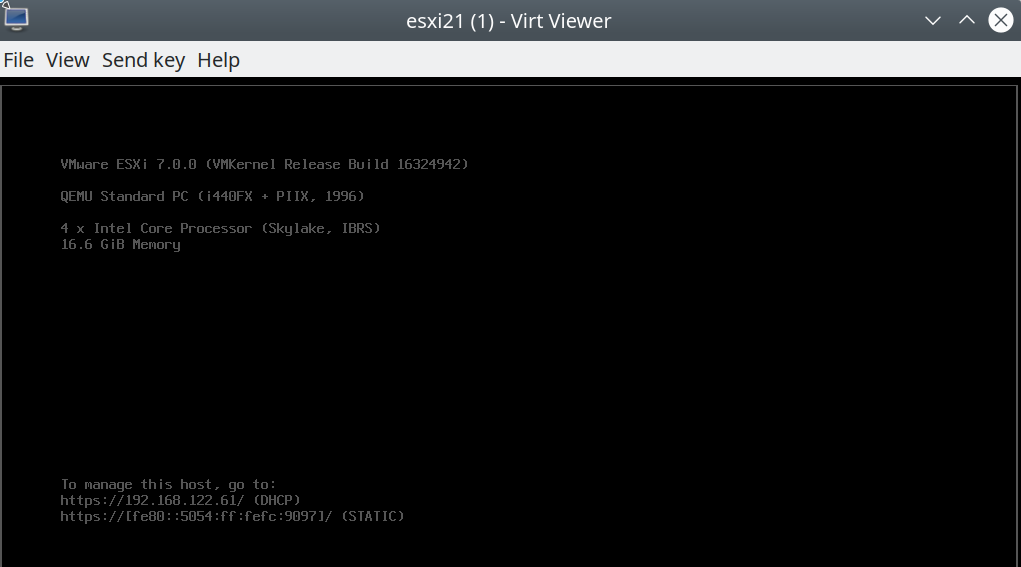 esxi21 (1) - Virt Viewer
File View Send key Help
VMware ESXi 7.0.0 (VMKernel Release Build 16324942)
QEMU Standard PC (i440FX + PIIX, 1996)
4 x Intel Core Processor (Skylake, IBRS)
16.6 GiB Memory
To manage this host, go to:
https://192.168.122.61/ (DHCP)
https://[fe80::5054:ff:fefc:9097]/ (STATIC)